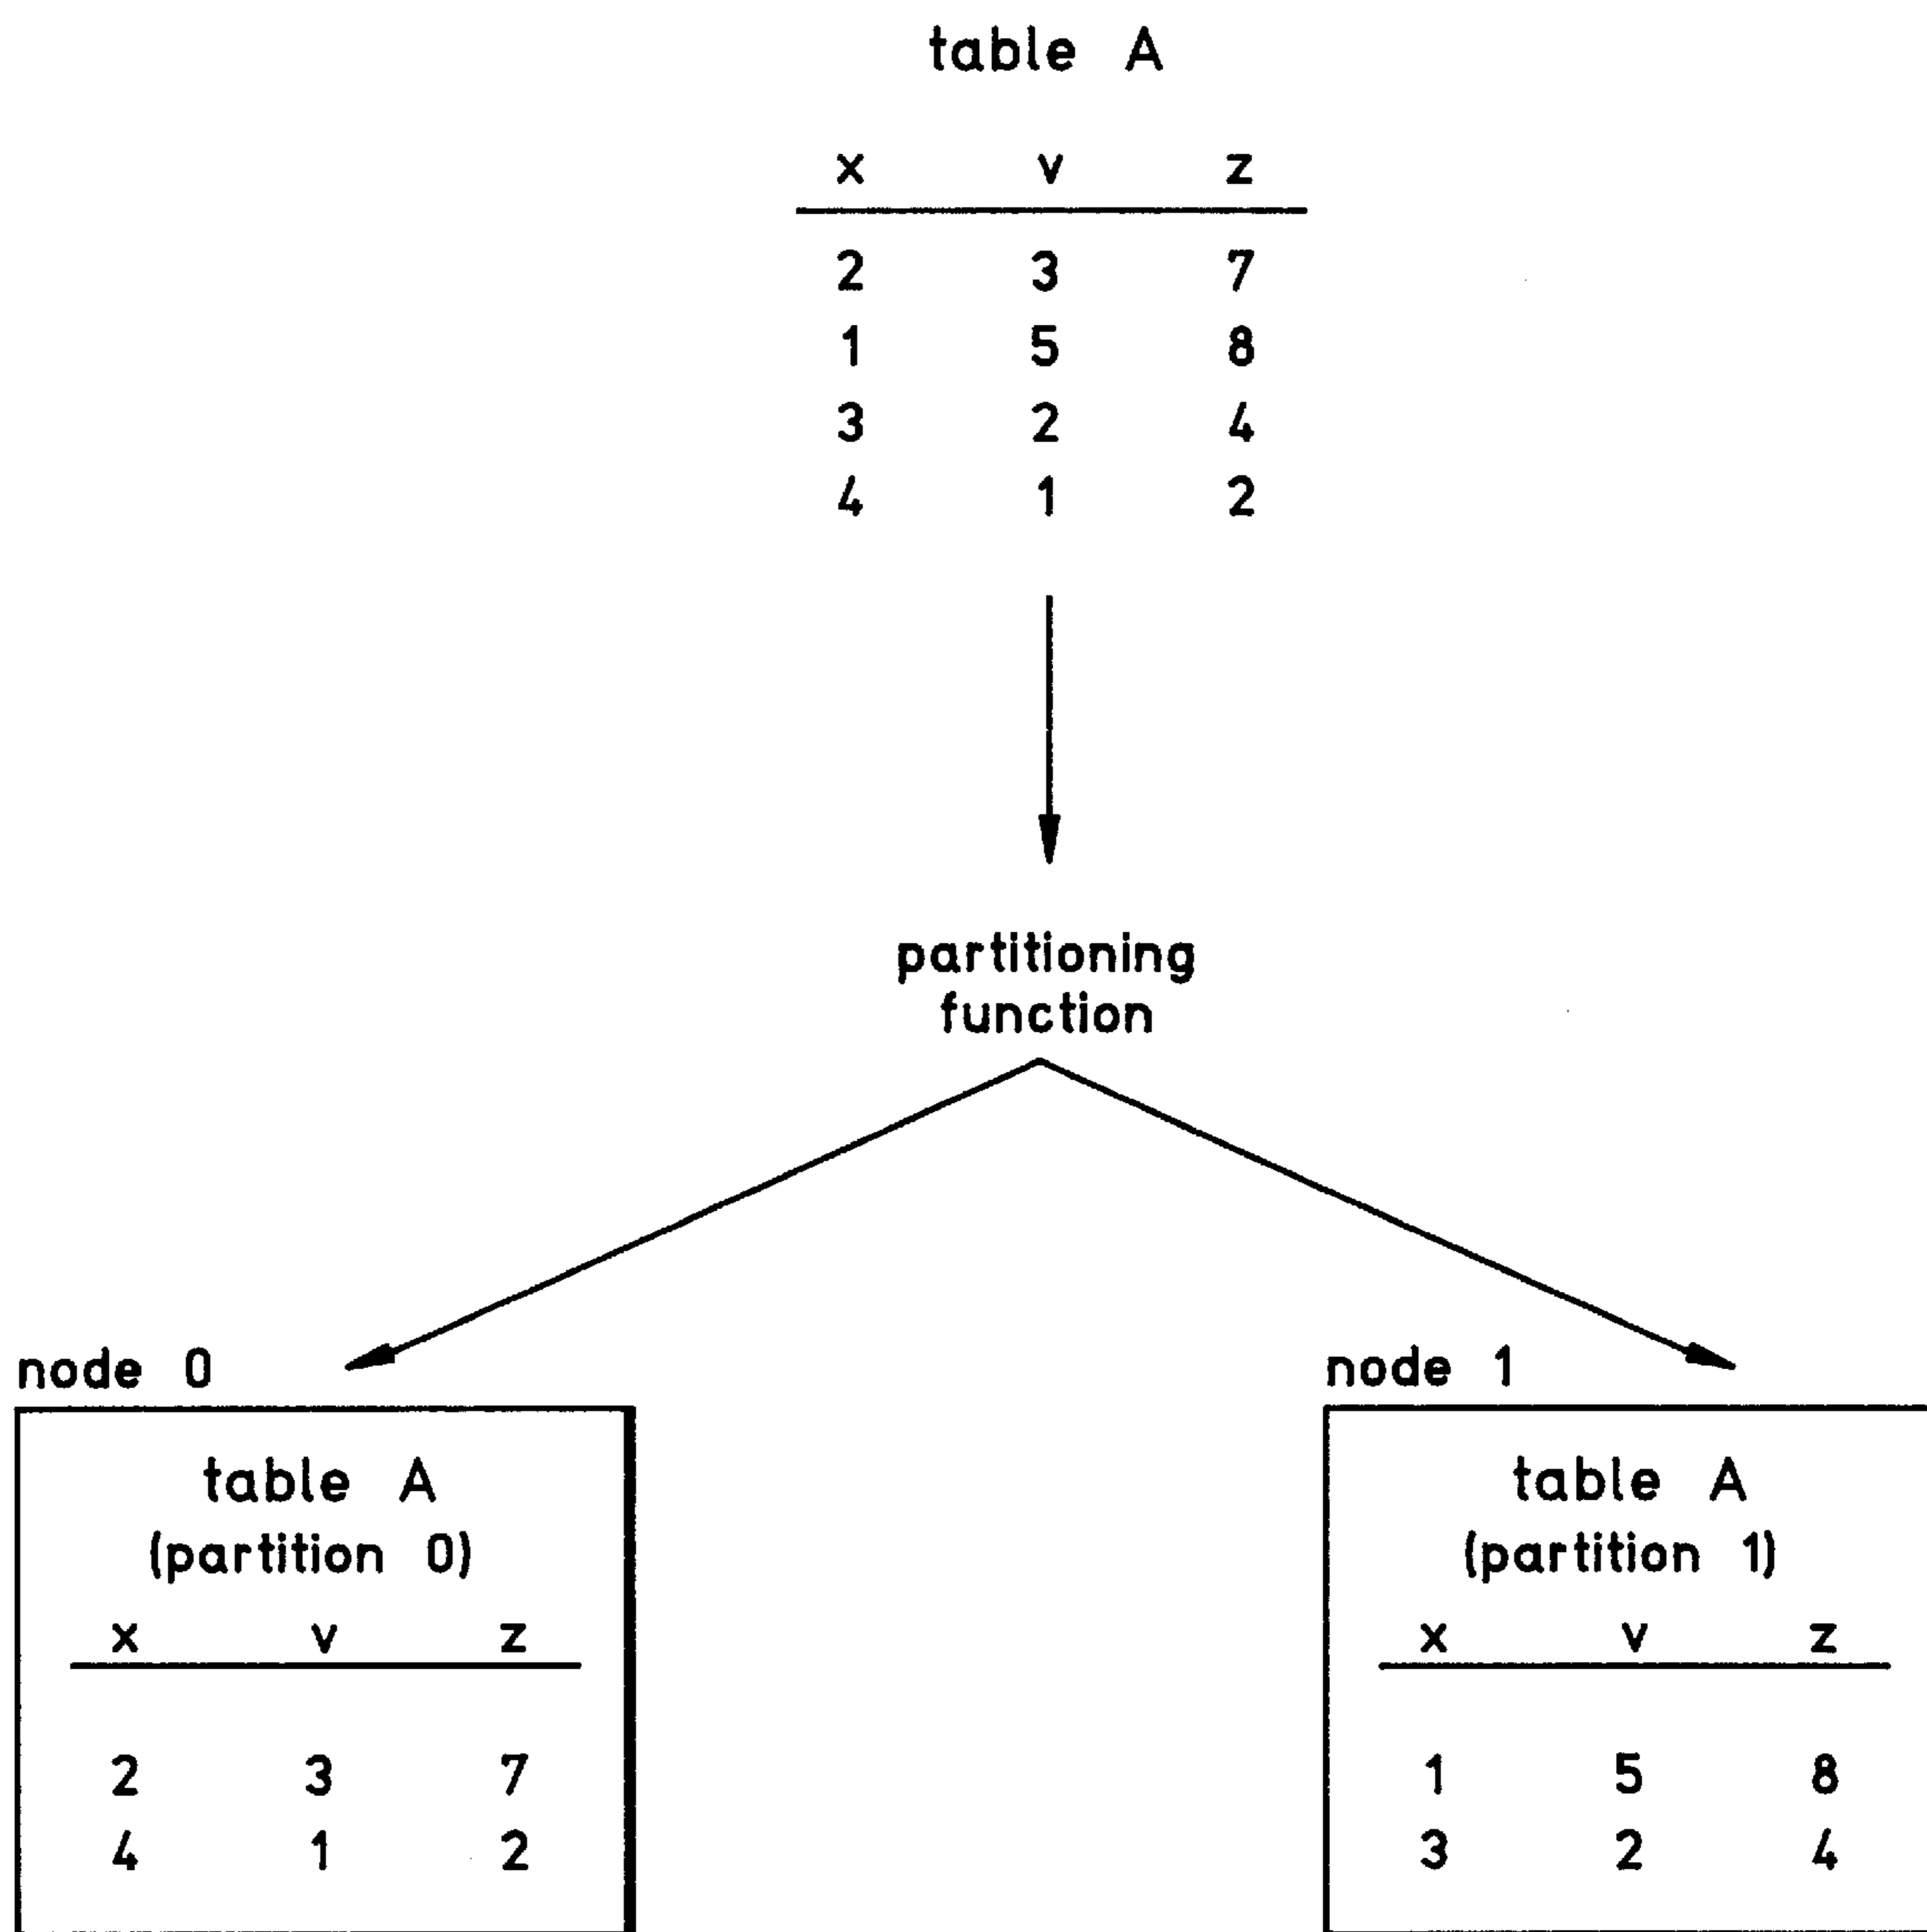 table A
x v z
2 3 7
1 5 8
3 2 4
4 1 2
partitioning
function
node 0
table A
(partition 0)
x v z
2 3 7
4 1 2
node 1
table A
(partition 1)
x v z
1 5 8
3 2 4